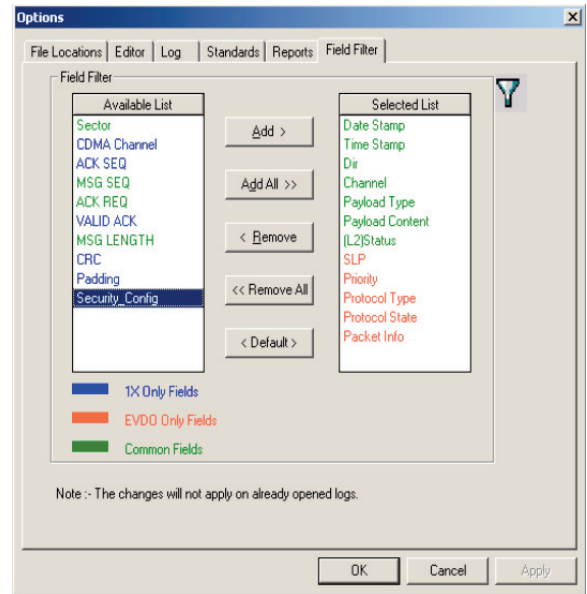 Options
File Locations Editor Log Standards Reports Field Filter
Field Filter
Available List
Sector
CDMA Channel
ACK SEQ
MSG SEQ
ACK REQ
VALID ACK
MSG LENGTH
CRC
Padding
Security_Config
Add >
Add All >>
< Remove
<< Remove All
< Default >
Selected List
Date Stamp
Time Stamp
Dir
Channel
Payload Type
Payload Content
(L2)Status
SLP
Priority
Protocol Type
Protocol State
Packet Info
1X Only Fields
EVDO Only Fields
Common Fields
Note :- The changes will not apply on already opened logs.
OK Cancel Apply